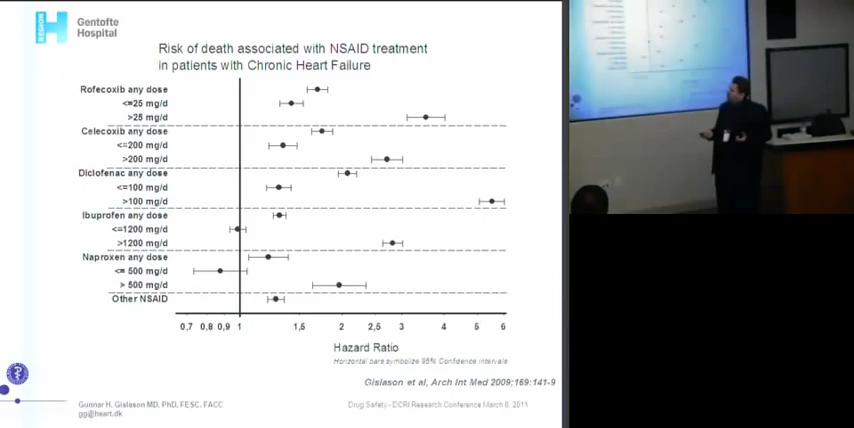 REGION
H
Gentofte
Hospital
Risk of death associated with NSAID treatment
in patients with Chronic Heart Failure
Rofecoxib any dose
<=25 mg/d
>25 mg/d
Celecoxib any dose
<=200 mg/d
>200 mg/d
Diclofenac any dose
<=100 mg/d
>100 mg/d
Ibuprofen any dose
<=1200 mg/d
>1200 mg/d
Naproxen any dose
<= 500 mg/d
> 500 mg/d
Other NSAID
0,7 0,8 0,9 1 1,5 2 2,5 3 4 5 6
Hazard Ratio
Horizontal bars symbolize 95% Confidence intervals
Gislason et al, Arch Int Med 2009;169:141-9
Gunnar H. Gislason MD, PhD, FESC, FACC
gg@heart.dk
Drug Safety - DCRI Research Conference March 8, 2011